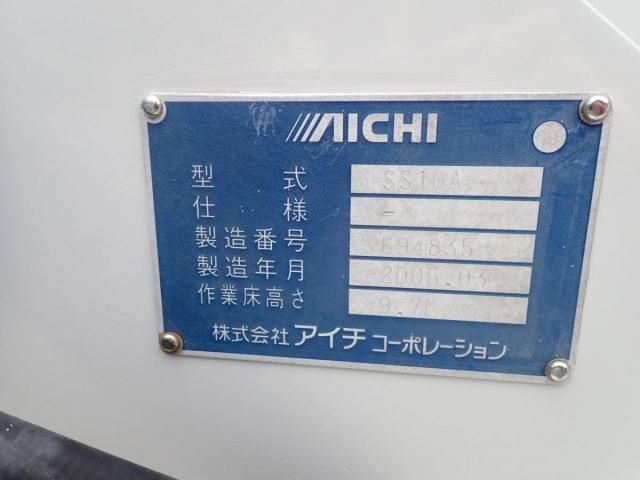 AICHI
型式 SS10A
仕様 -
製造番号 694835
製造年月 2006.03
作業床高さ 9.7M
株式会社 アイチ コーポレーション